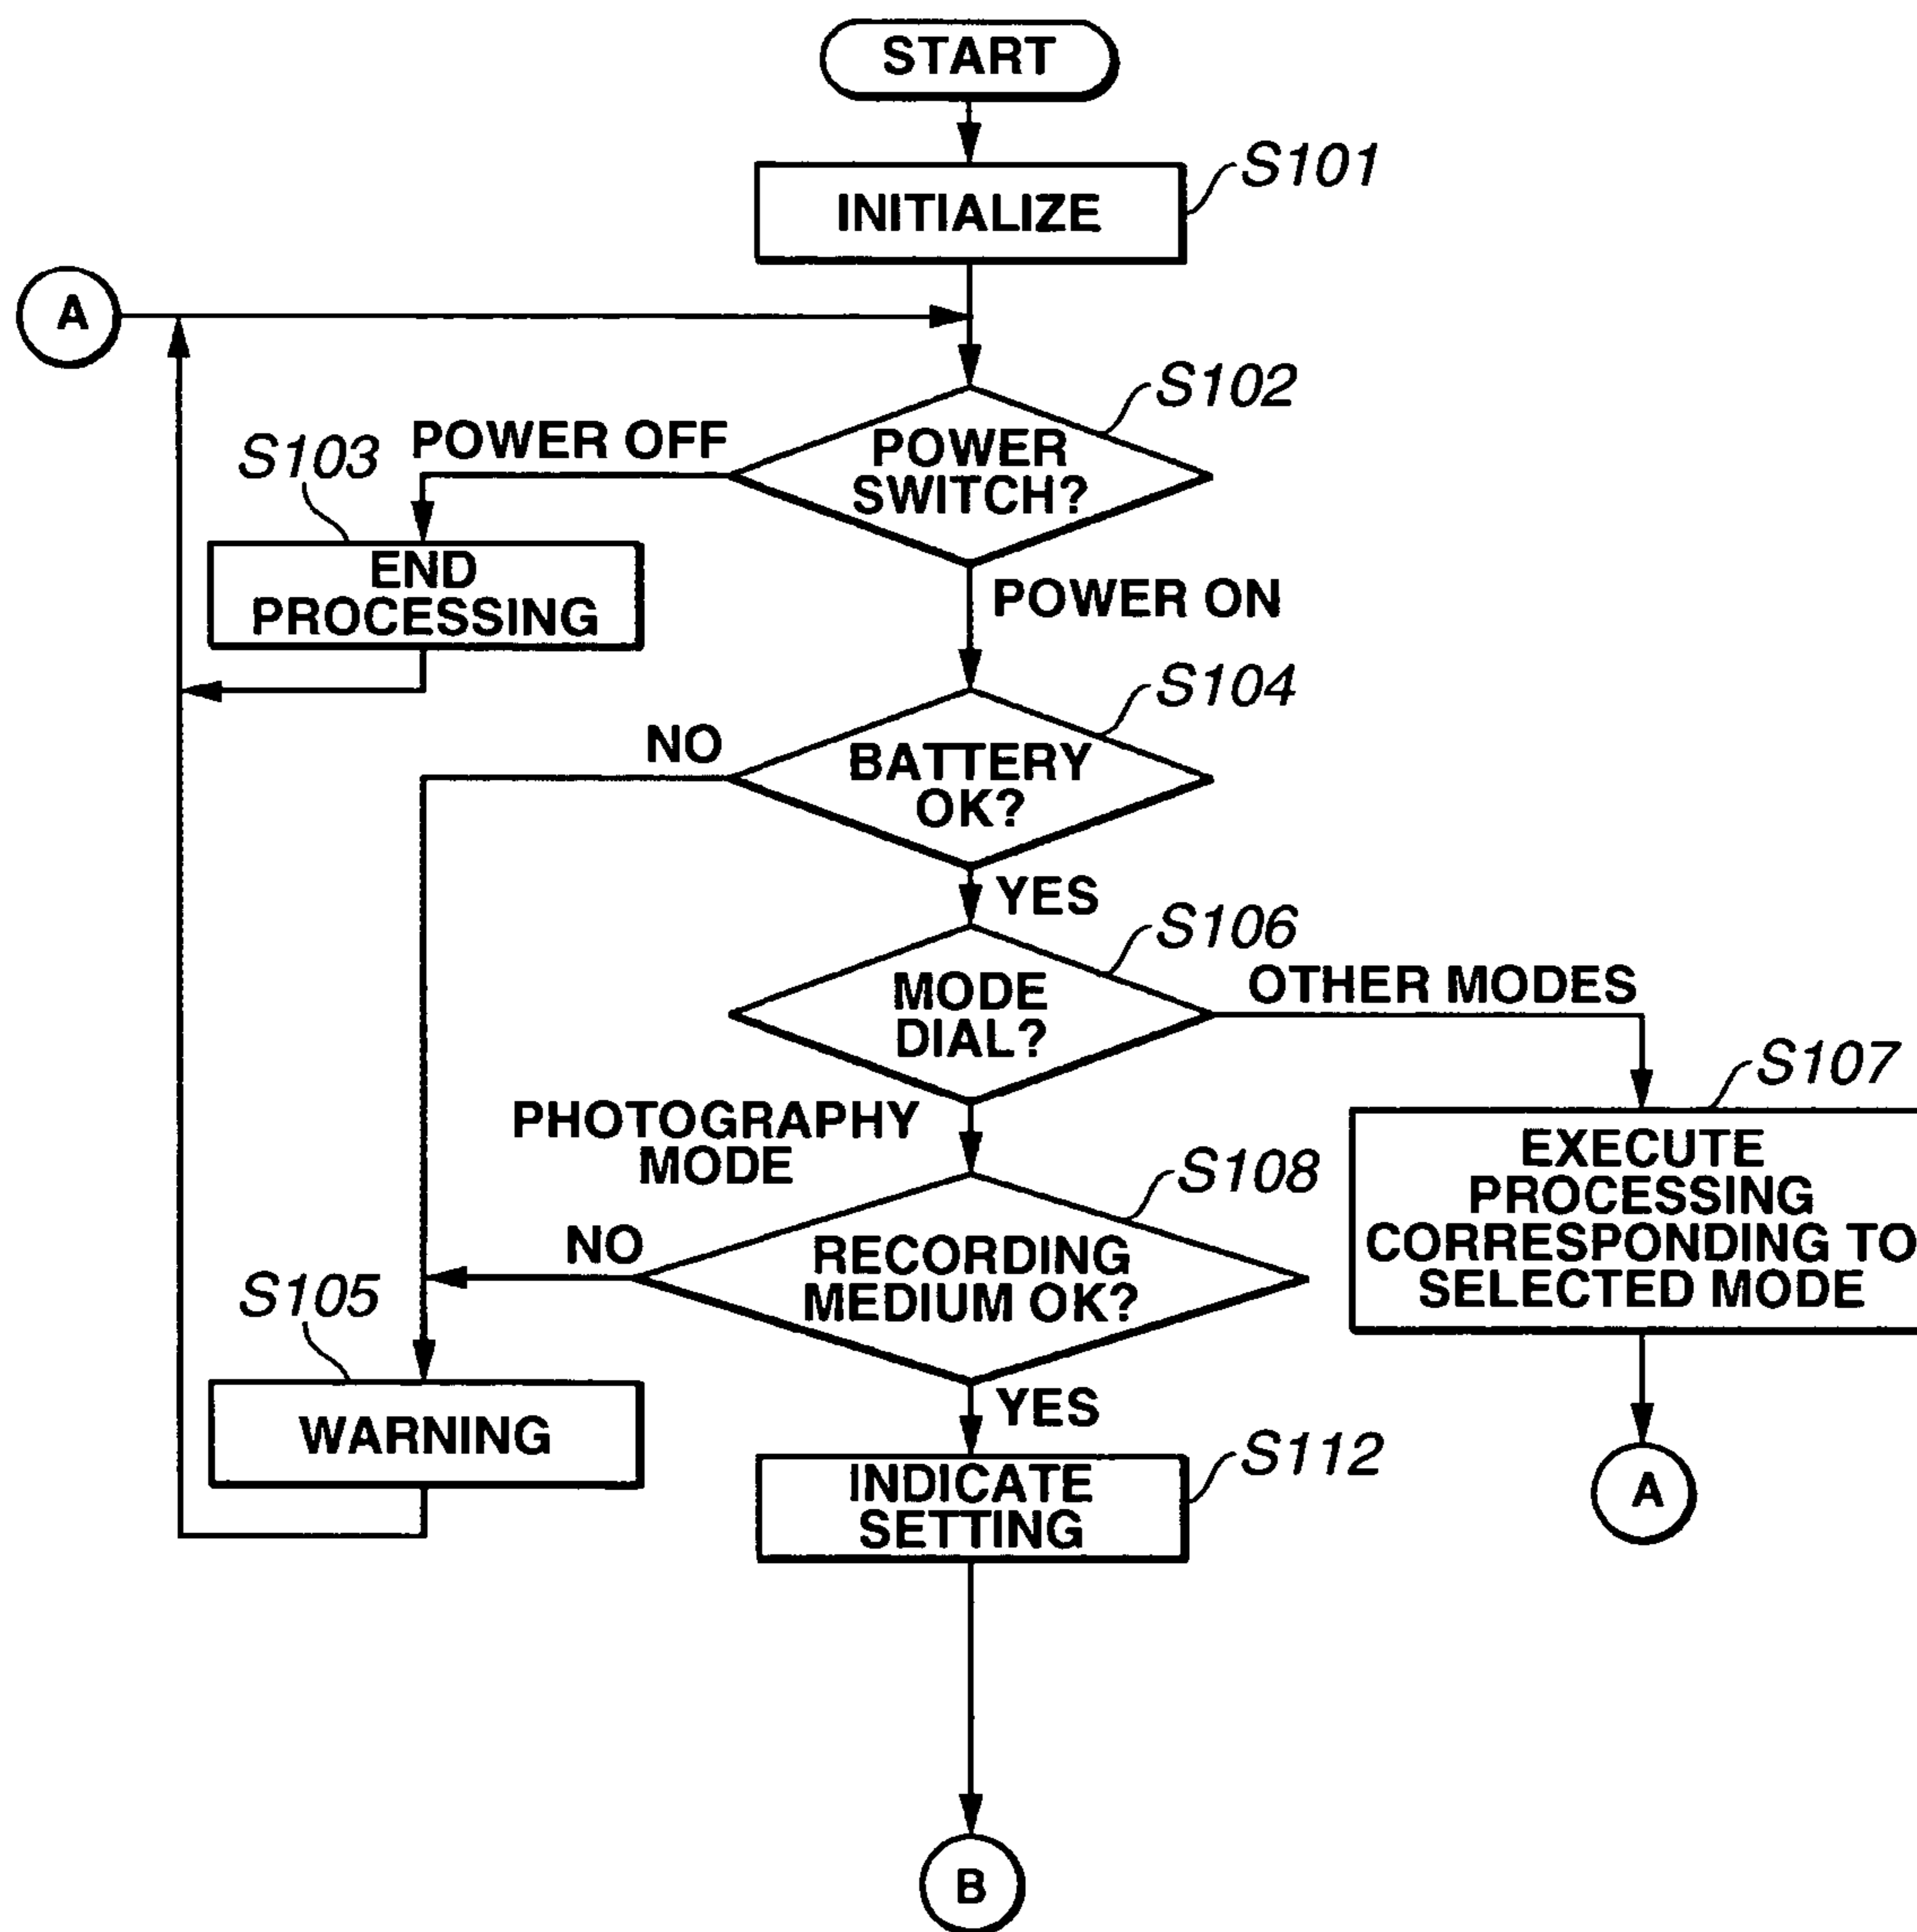 START
INITIALIZE
S101
A
S102
POWER OFF
S103
POWER
SWITCH?
END
PROCESSING
POWER ON
S104
NO
BATTERY
OK?
YES
S106
OTHER MODES
MODE
DIAL?
S107
PHOTOGRAPHY
MODE
S108
EXECUTE
PROCESSING
CORRESPONDING TO
SELECTED MODE
NO
RECORDING
MEDIUM OK?
S105
WARNING
YES
S112
INDICATE
SETTING
A
B